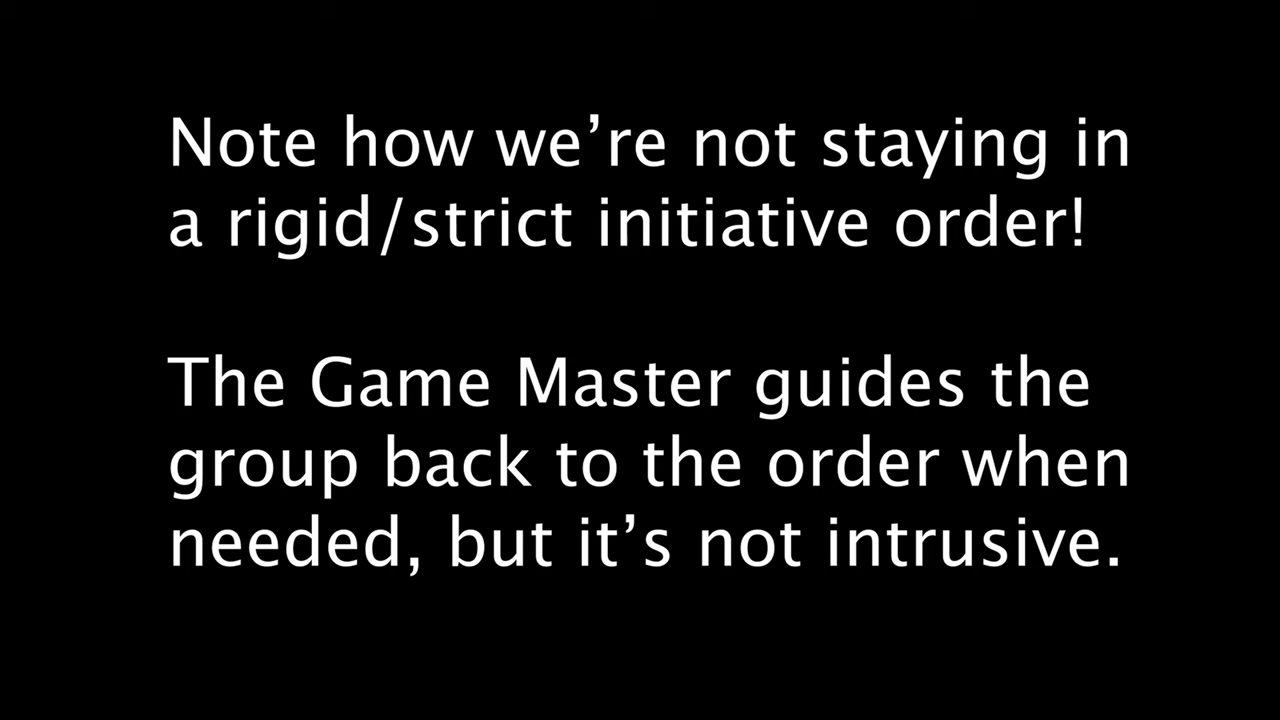 Note how we’re not staying in
a rigid/strict initiative order!
The Game Master guides the
group back to the order when
needed, but it’s not intrusive.